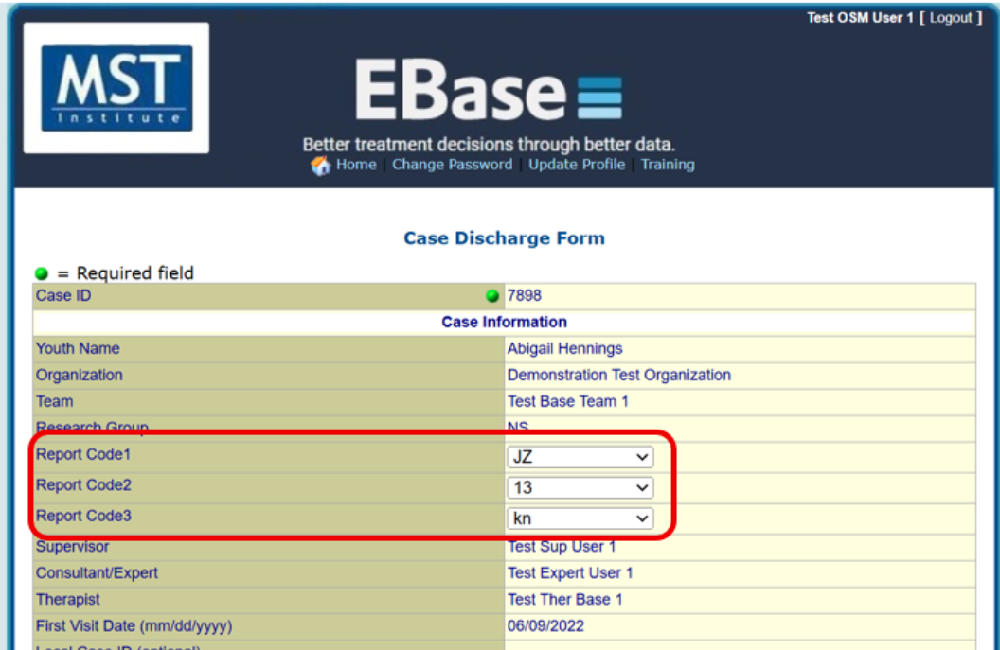 Test OSM User 1 [ Logout ]
MST
Institute
EBase
Better treatment decisions through better data.
Home | Change Password | Update Profile | Training
Case Discharge Form
= Required field
Case ID 7898
Case Information
Youth Name Abigail Hennings
Organization Demonstration Test Organization
Team Test Base Team 1
Research Group NS
Report Code1 JZ
Report Code2 13
Report Code3 kn
Supervisor Test Sup User 1
Consultant/Expert Test Expert User 1
Therapist Test Ther Base 1
First Visit Date (mm/dd/yyyy) 06/09/2022
Local Case ID (optional)